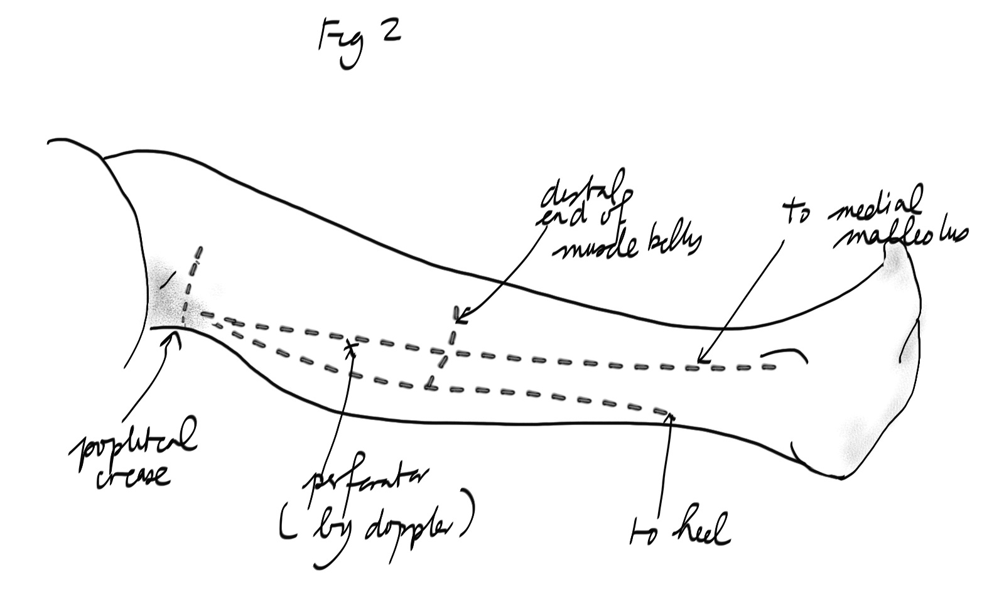 Fig 2
distal
end of
muscle belly
to medial
malleolus
popliteal
crease
perforator
(by doppler)
to heel